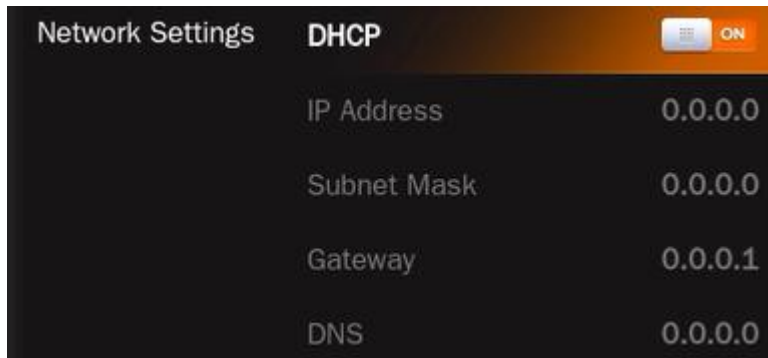 Network Settings DHCP ON
IP Address 0.0.0.0
Subnet Mask 0.0.0.0
Gateway 0.0.0.1
DNS 0.0.0.0